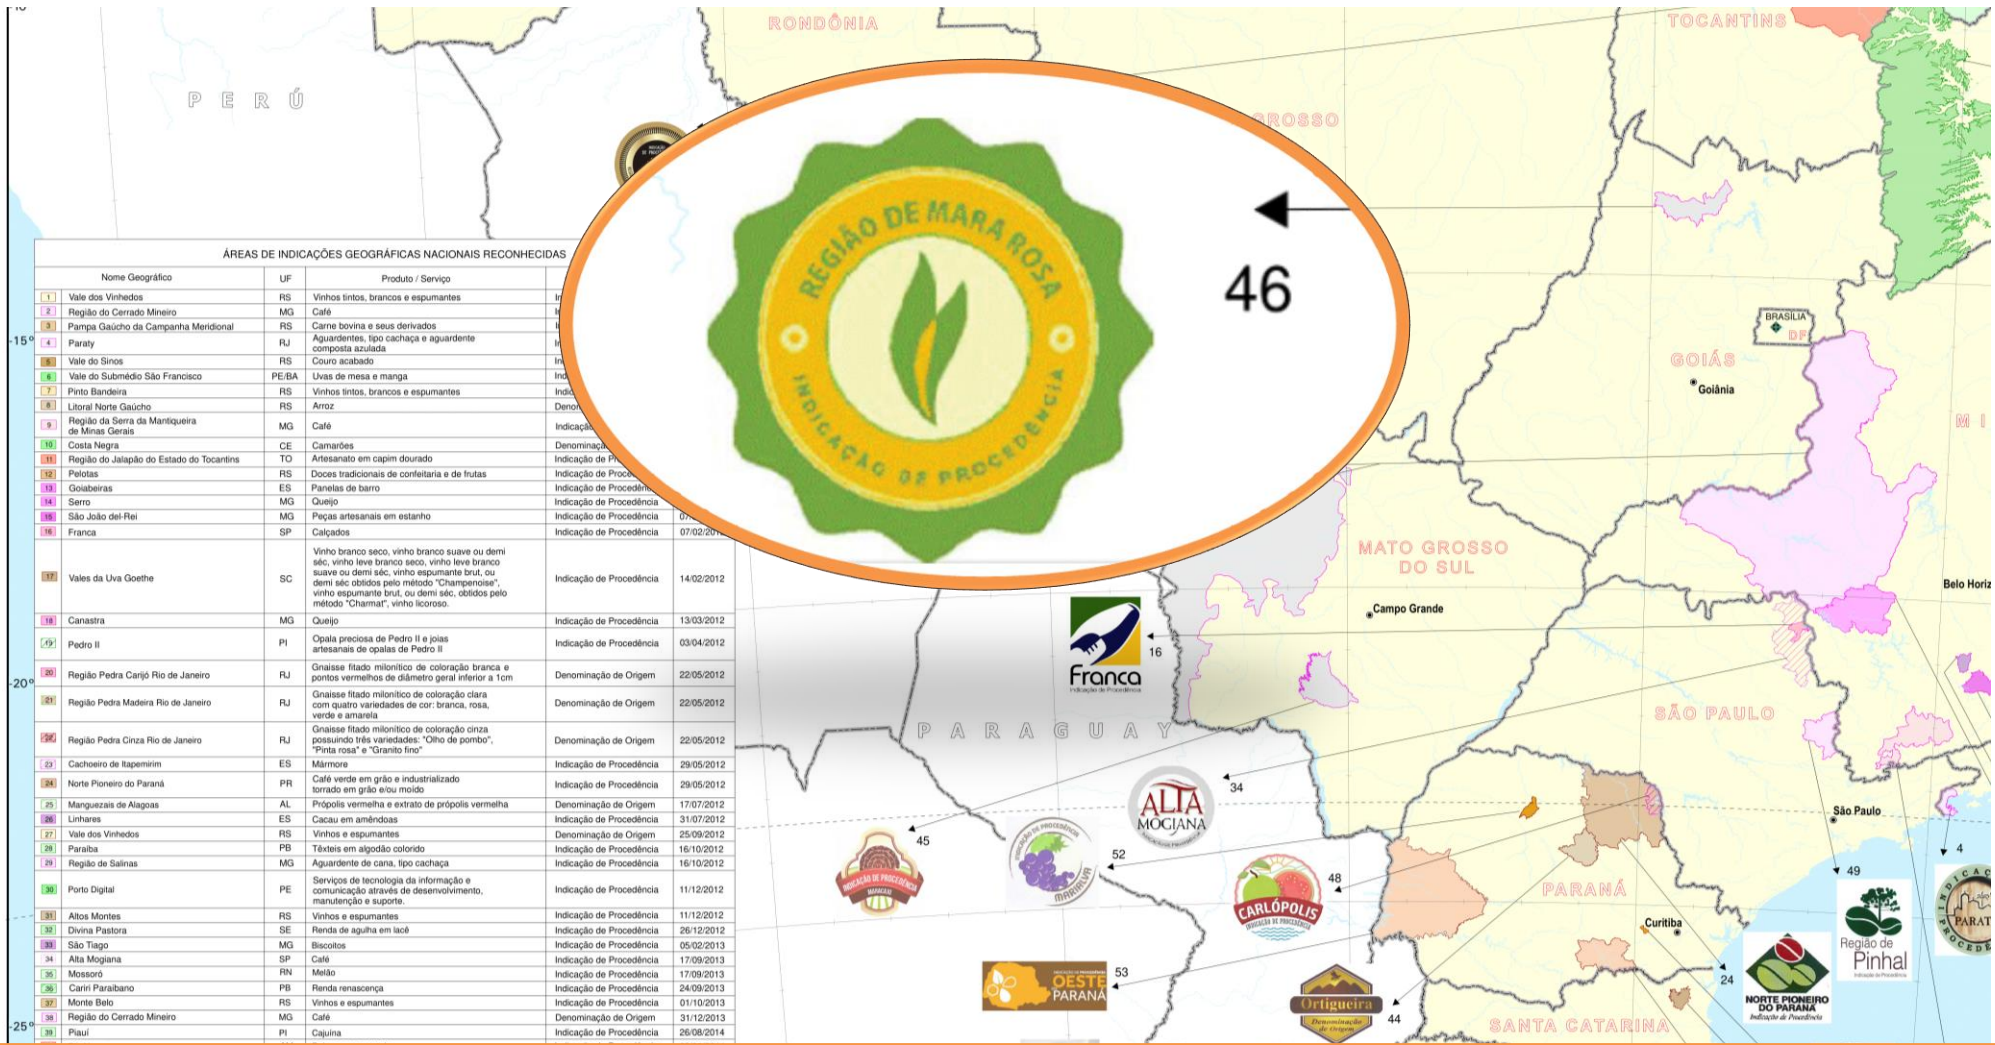 RONDÔNIA
TOCANTINS
PERÚ
GROSSO
REGIÃO DE MARA ROSA
INDICAÇÃO DE PROCEDÊNCIA
46
BRASÍLIA
DF
GOIÁS
Goiânia
M I
ÁREAS DE INDICAÇÕES GEOGRÁFICAS NACIONAIS RECONHECIDAS
Nome Geográfico UF Produto / Serviço
1 Vale dos Vinhedos RS Vinhos tintos, brancos e espumantes
2 Região do Cerrado Mineiro MG Café
3 Pampa Gaúcho da Campanha Meridional RS Carne bovina e seus derivados
-15º
4 Paraty RJ Aguardentes, tipo cachaça e aguardente
composta azulada
5 Vale do Sinos RS Couro acabado
6 Vale do Submédio São Francisco PE/BA Uvas de mesa e manga
7 Pinto Bandeira RS Vinhos tintos, brancos e espumantes
8 Litoral Norte Gaúcho RS Arroz
9 Região da Serra da Mantiqueira
de Minas Gerais MG Café
10 Costa Negra CE Camarões
11 Região do Jalapão do Estado do Tocantins TO Artesanato em capim dourado Indicação de
12 Pelotas RS Doces tradicionais de confeitaria e de frutas Indicação de
13 Goiabeiras ES Panelas de barro Indicação de
14 Serro MG Queijo Indicação de Procedência
15 São João del-Rei MG Peças artesanais em estanho Indicação de Procedência
16 Franca SP Calçados Indicação de Procedência 07/02/2012
17 Vales da Uva Goethe SC Vinho branco seco, vinho branco suave ou demi
séc, vinho leve branco seco, vinho leve branco
suave ou demi séc, vinho espumante brut, ou
demi séc obtidos pelo método "Champenoise",
vinho espumante brut, ou demi séc, obtidos pelo
método "Charmat", vinho licoroso. Indicação de Procedência 14/02/2012
18 Canastra MG Queijo Indicação de Procedência 13/03/2012
19 Pedro II PI Opala preciosa de Pedro II e joias
artesanais de opalas de Pedro II Indicação de Procedência 03/04/2012
-20º
20 Região Pedra Carijó Rio de Janeiro RJ Gnaisse fitado milonítico de coloração branca e
pontos vermelhos de diâmetro geral inferior a 1cm Denominação de Origem 22/05/2012
21 Região Pedra Madeira Rio de Janeiro RJ Gnaisse fitado milonítico de coloração clara
com quatro variedades de cor: branca, rosa,
verde e amarela Denominação de Origem 22/05/2012
22 Região Pedra Cinza Rio de Janeiro RJ Gnaisse fitado milonítico de coloração cinza
possuindo três variedades: "Olho de pombo",
"Pinta rosa" e "Granito fino" Denominação de Origem 22/05/2012
23 Cachoeiro de Itapemirim ES Mármore Indicação de Procedência 29/05/2012
24 Norte Pioneiro do Paraná PR Café verde em grão e industrializado
torrado em grão e/ou moído Indicação de Procedência 29/05/2012
25 Manguezais de Alagoas AL Própolis vermelha e extrato de própolis vermelha Denominação de Origem 17/07/2012
26 Linhares ES Cacau em amêndoas Indicação de Procedência 31/07/2012
27 Vale dos Vinhedos RS Vinhos e espumantes Denominação de Origem 25/09/2012
28 Paraíba PB Têxteis em algodão colorido Indicação de Procedência 16/10/2012
29 Região de Salinas MG Aguardente de cana, tipo cachaça Indicação de Procedência 16/10/2012
30 Porto Digital PE Serviços de tecnologia da informação e
comunicação através de desenvolvimento,
manutenção e suporte. Indicação de Procedência 11/12/2012
31 Altos Montes RS Vinhos e espumantes Indicação de Procedência 11/12/2012
32 Divina Pastora SE Renda de agulha em lacê Indicação de Procedência 26/12/2012
33 São Tiago MG Biscoitos Indicação de Procedência 05/02/2013
34 Alta Mogiana SP Café Indicação de Procedência 17/09/2013
35 Mossoró RN Melão Indicação de Procedência 17/09/2013
36 Cariri Paraibano PB Renda renascença Indicação de Procedência 24/09/2013
37 Monte Belo RS Vinhos e espumantes Indicação de Procedência 01/10/2013
38 Região do Cerrado Mineiro MG Café Denominação de Origem 31/12/2013
-25º
39 Piauí PI Cajuína Indicação de Procedência 26/08/2014
MATO GROSSO
DO SUL
Campo Grande
Belo Horiz
Franca
Indicação de Procedência
16
PARAGUAY
SÃO PAULO
São Paulo
ALTA
MOGIANA
34
INDICAÇÃO DE PROCEDÊNCIA
MARACAJU
45
INDICAÇÃO DE PROCEDÊNCIA
MARIALVA
52
CARLÓPOLIS
INDICAÇÃO DE PROCEDÊNCIA
48
PARANÁ
Curitiba
OESTE
PARANÁ
53
Ortigueira
Denominação
de Origem
44
SANTA CATARINA
24
NORTE PIONEIRO
DO PARANÁ
Indicação de Procedência
49
Região de
Pinhal
4
PARAT